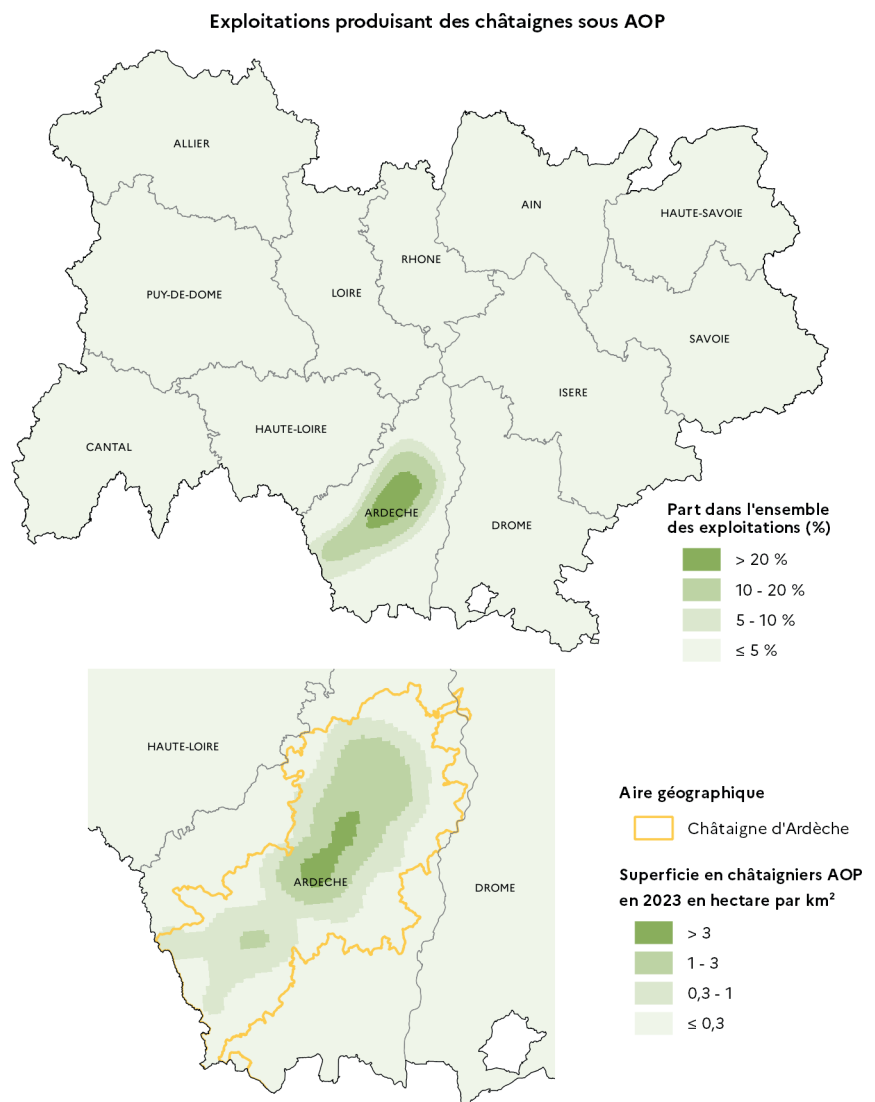 Exploitations produisant des châtaignes sous AOP
ALLIER
AIN
HAUTE-SAVOIE
RHONE
PUY-DE-DOME
LOIRE
SAVOIE
ISERE
HAUTE-LOIRE
CANTAL
ARDECHE
DROME
Part dans l'ensemble
des exploitations (%)
> 20 %
10 - 20 %
5 - 10 %
≤ 5 %
HAUTE-LOIRE
ARDECHE
DROME
Aire géographique
Châtaigne d'Ardèche
Superficie en châtaigniers AOP
en 2023 en hectare par km²
> 3
1 - 3
0,3 - 1
≤ 0,3